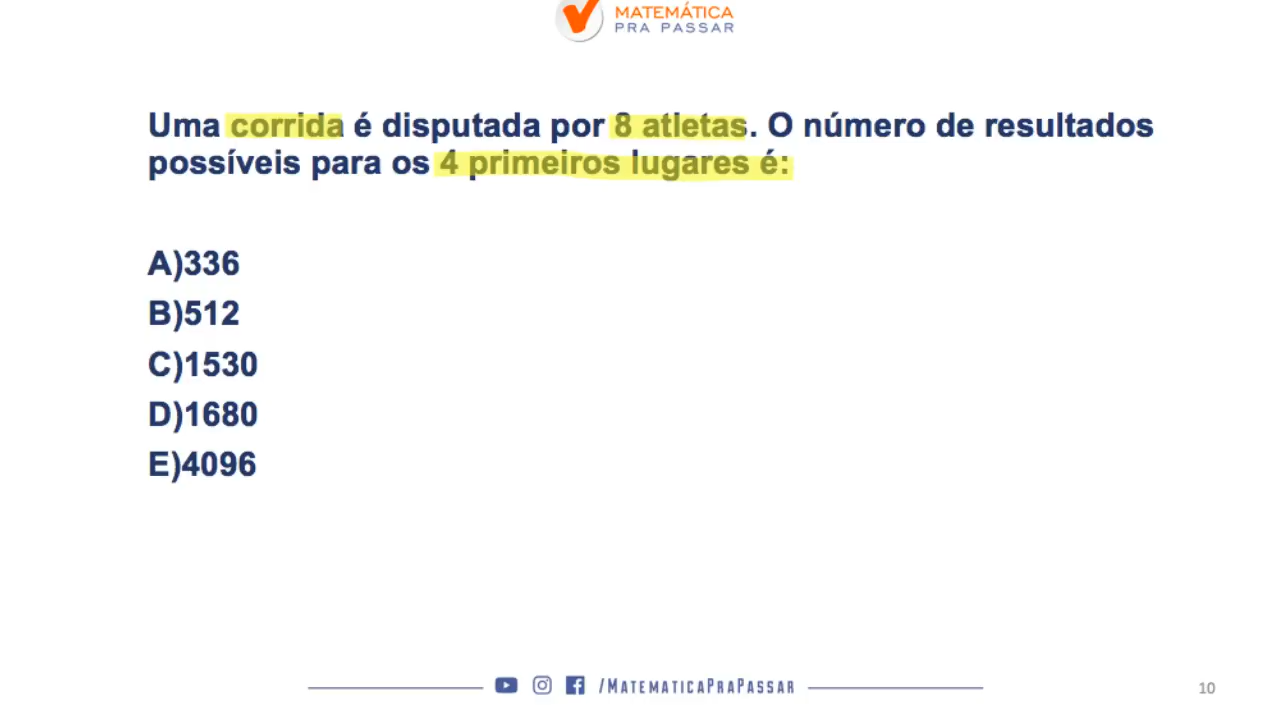 MATEMÁTICA
PRA PASSAR
Uma corrida é disputada por 8 atletas. O número de resultados
possíveis para os 4 primeiros lugares é:
A)336
B)512
C)1530
D)1680
E)4096
/MATEMATICAPRAPASSAR
10